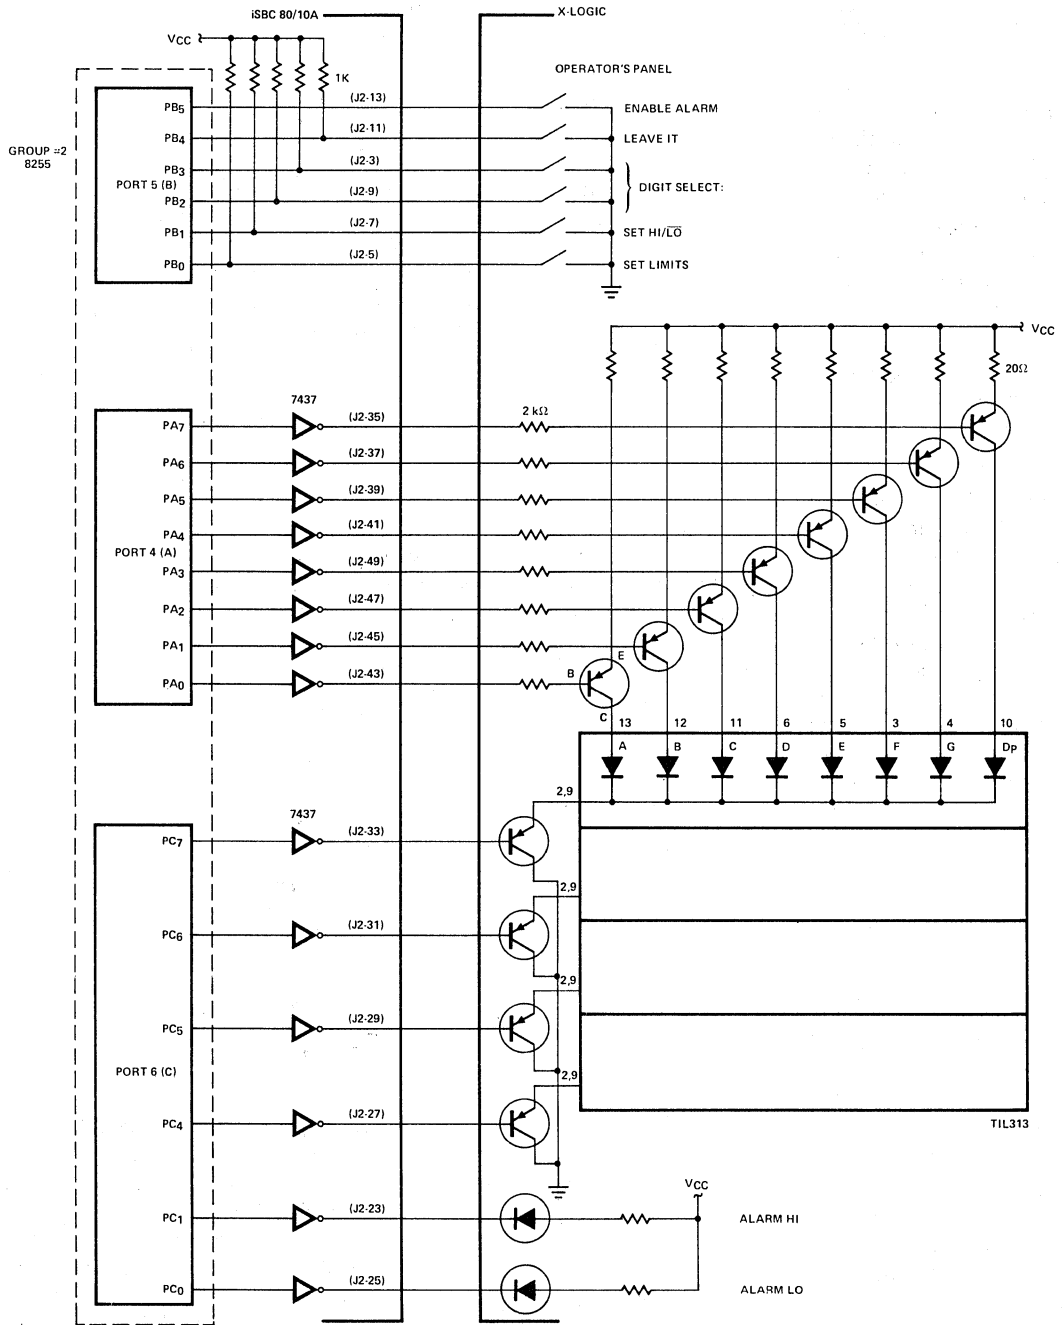 iSBC 80/10A
X-LOGIC
VCC
1K
OPERATOR'S PANEL
GROUP #2
8255
PORT 5 (B)
PB5
(J2-13)
ENABLE ALARM
PB4
(J2-11)
LEAVE IT
PB3
(J2-3)
DIGIT SELECT:
PB2
(J2-9)
PB1
(J2-7)
SET HI/LO
PB0
(J2-5)
SET LIMITS
VCC
20Ω
7437
2 kΩ
PORT 4 (A)
PA7
(J2-35)
PA6
(J2-37)
PA5
(J2-39)
PA4
(J2-41)
PA3
(J2-49)
PA2
(J2-47)
PA1
(J2-45)
PA0
(J2-43)
E
B
C
13
12
11
6
5
3
4
10
A
B
C
D
E
F
G
DP
7437
2,9
PC7
(J2-33)
2,9
PC6
(J2-31)
2,9
PC5
(J2-29)
PORT 6 (C)
2,9
PC4
(J2-27)
TIL313
VCC
PC1
(J2-23)
ALARM HI
PC0
(J2-25)
ALARM LO